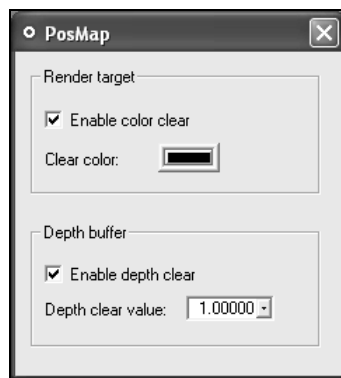 PosMap
Render target
Enable color clear
Clear color:
Depth buffer
Enable depth clear
Depth clear value: 1.00000